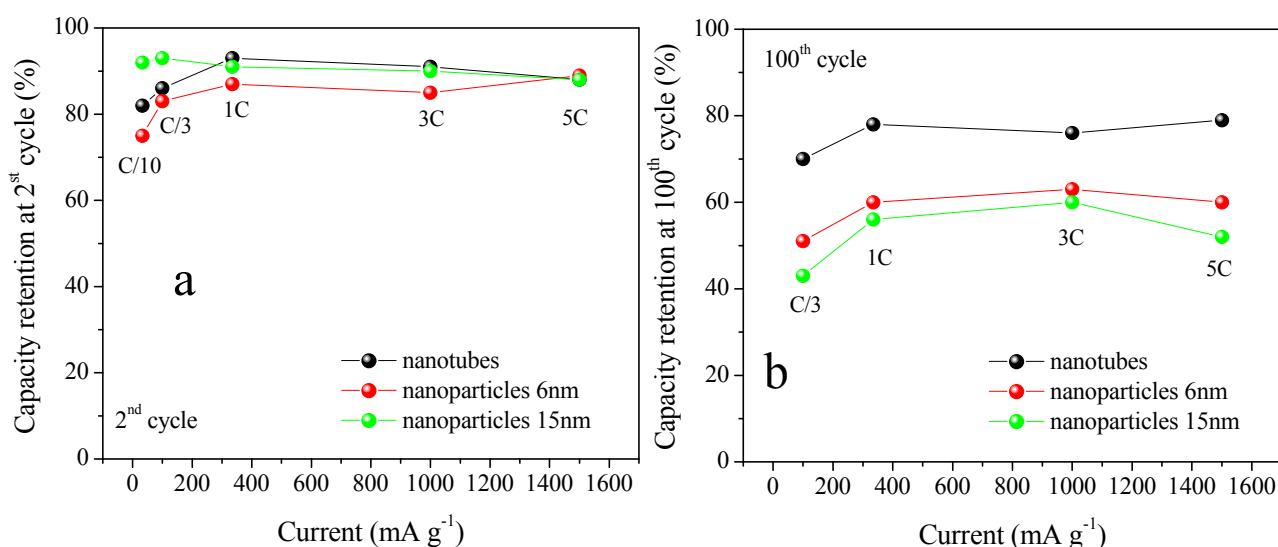 Capacity retention at 2st cycle (%)
100
80
60
40
20
0
C/10
C/3
1C
3C
5C
a
nanotubes
nanoparticles 6nm
nanoparticles 15nm
2nd cycle
0 200 400 600 800 1000 1200 1400 1600
Current (mA g-1)
Capacity retention at 100th cycle (%)
100
80
60
40
20
0
100th cycle
C/3
1C
3C
5C
b
nanotubes
nanoparticles 6nm
nanoparticles 15nm
0 200 400 600 800 1000 1200 1400 1600
Current (mA g-1)